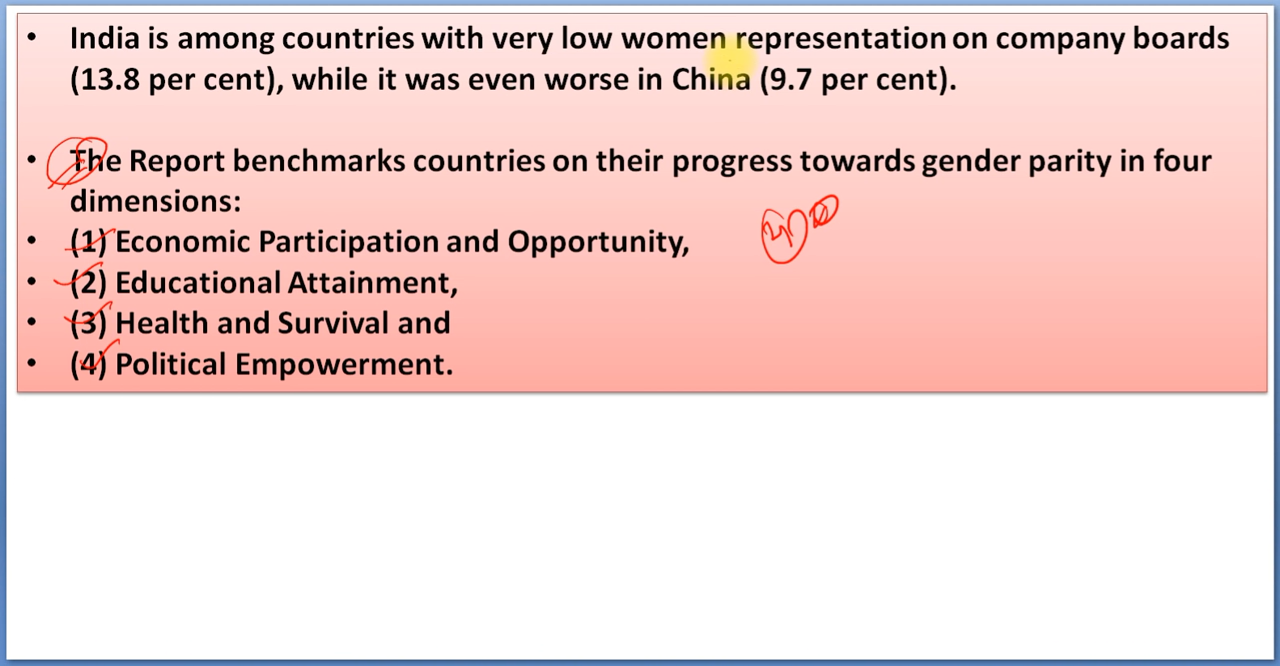 • India is among countries with very low women representation on company boards
(13.8 per cent), while it was even worse in China (9.7 per cent).
• The Report benchmarks countries on their progress towards gender parity in four
dimensions:
• (1) Economic Participation and Opportunity,
• (2) Educational Attainment,
• (3) Health and Survival and
• (4) Political Empowerment.